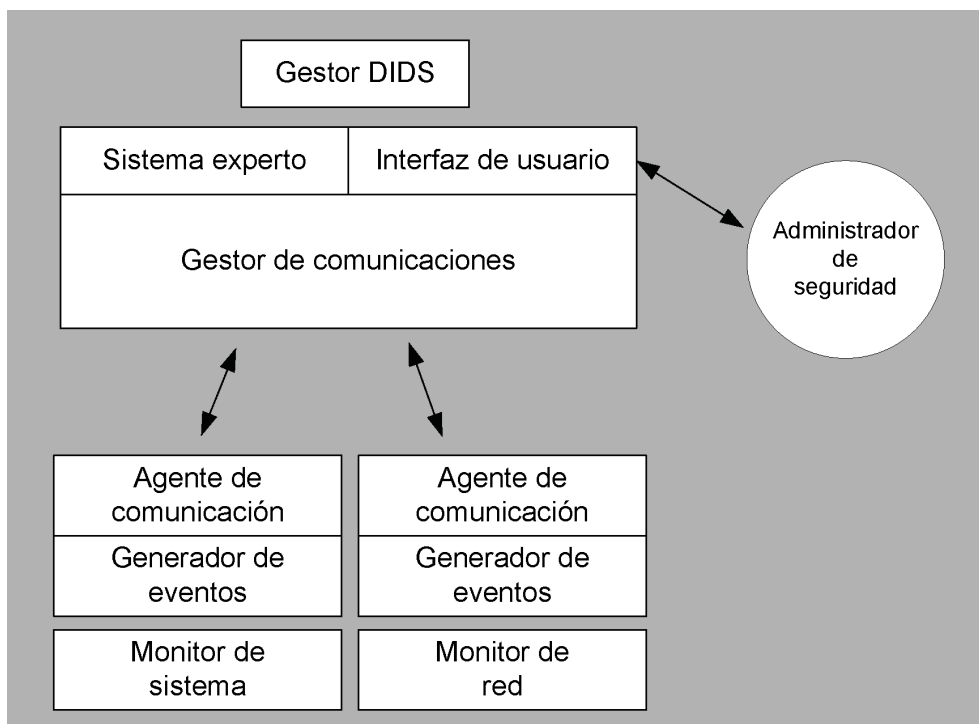 Gestor DIDS
Sistema experto
Interfaz de usuario
Gestor de comunicaciones
Administrador
de
seguridad
Agente de
comunicación
Generador de
eventos
Monitor de
sistema
Agente de
comunicación
Generador de
eventos
Monitor de
red